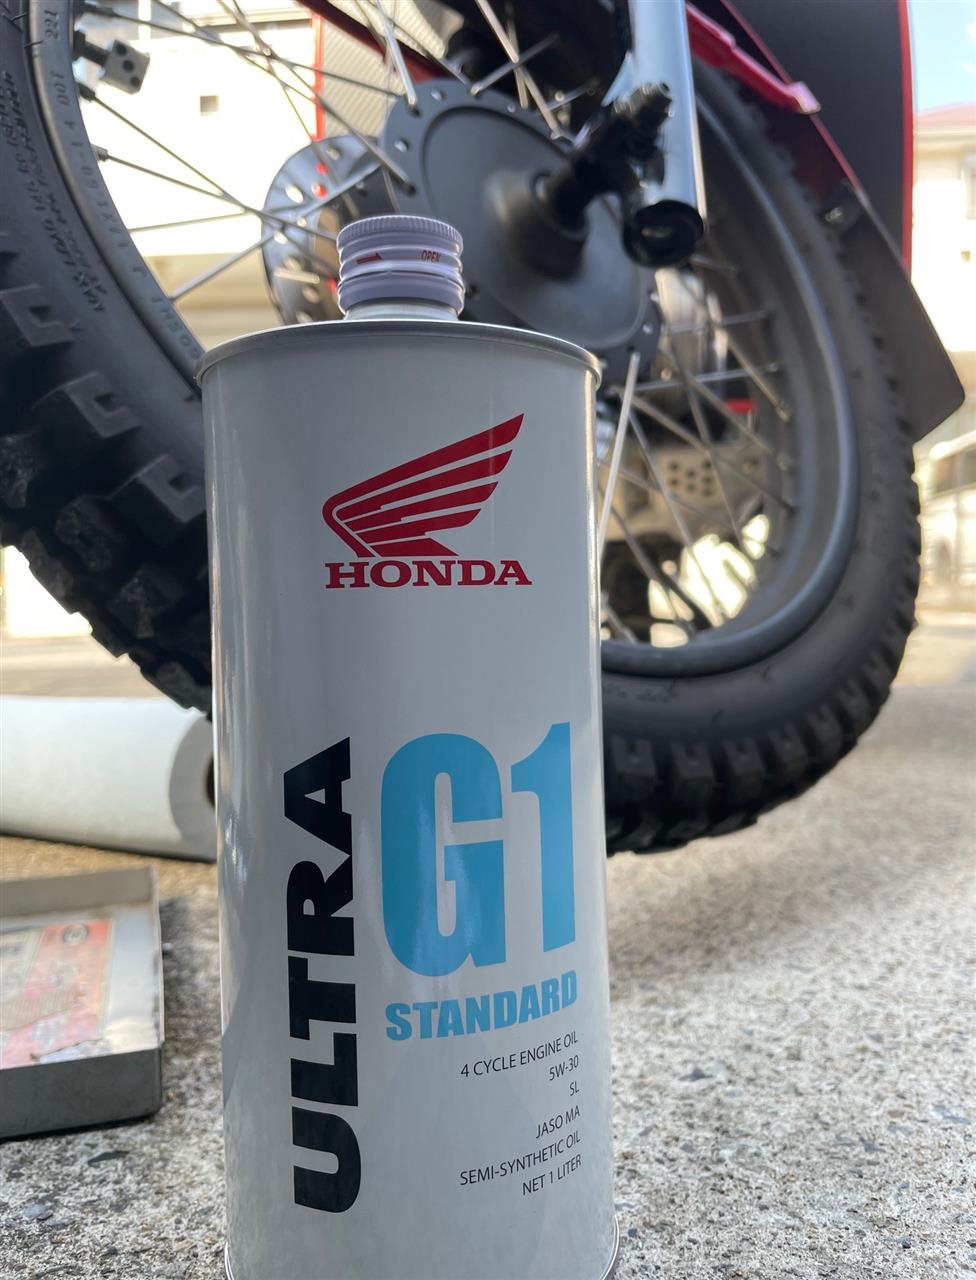 OPEN
HONDA
ULTRA
G1
STANDARD
4 CYCLE ENGINE OIL
5W-30
SL
JASO MA
SEMI-SYNTHETIC OIL
NET 1 LITER